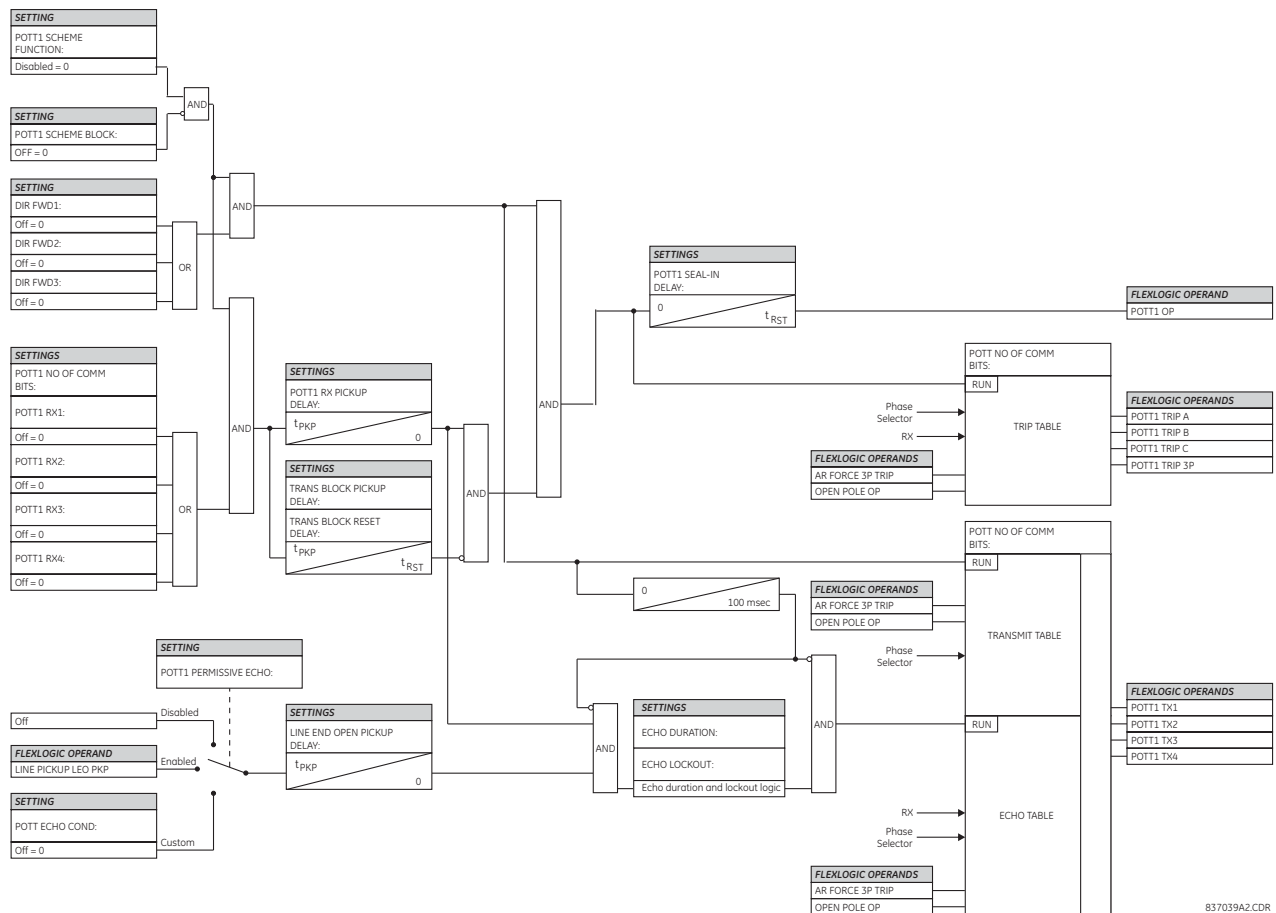 SETTING
POTT1 SCHEME
FUNCTION:
Disabled = 0
AND
SETTING
POTT1 SCHEME BLOCK:
OFF = 0
SETTING
DIR FWD1:
Off = 0
DIR FWD2:
Off = 0
DIR FWD3:
Off = 0
OR
AND
SETTINGS
POTT1 NO OF COMM
BITS:
POTT1 RX1:
Off = 0
POTT1 RX2:
Off = 0
POTT1 RX3:
Off = 0
POTT1 RX4:
Off = 0
OR
AND
SETTINGS
POTT1 RX PICKUP
DELAY:
tPKP
0
SETTINGS
TRANS BLOCK PICKUP
DELAY:
TRANS BLOCK RESET
DELAY:
tPKP
tRST
AND
AND
SETTINGS
POTT1 SEAL-IN
DELAY:
0
tRST
FLEXLOGIC OPERAND
POTT1 OP
POTT NO OF COMM
BITS:
RUN
Phase
Selector
RX
TRIP TABLE
FLEXLOGIC OPERANDS
AR FORCE 3P TRIP
OPEN POLE OP
FLEXLOGIC OPERANDS
POTT1 TRIP A
POTT1 TRIP B
POTT1 TRIP C
POTT1 TRIP 3P
POTT NO OF COMM
BITS:
RUN
0
100 msec
FLEXLOGIC OPERANDS
AR FORCE 3P TRIP
OPEN POLE OP
TRANSMIT TABLE
Phase
Selector
SETTING
POTT1 PERMISSIVE ECHO:
Off
Disabled
FLEXLOGIC OPERAND
LINE PICKUP LEO PKP
Enabled
SETTING
POTT ECHO COND:
Off = 0
Custom
SETTINGS
LINE END OPEN PICKUP
DELAY:
tPKP
0
AND
SETTINGS
ECHO DURATION:
ECHO LOCKOUT:
Echo duration and lockout logic
AND
RUN
FLEXLOGIC OPERANDS
POTT1 TX1
POTT1 TX2
POTT1 TX3
POTT1 TX4
RX
Phase
Selector
ECHO TABLE
FLEXLOGIC OPERANDS
AR FORCE 3P TRIP
OPEN POLE OP
837039A2.CDR